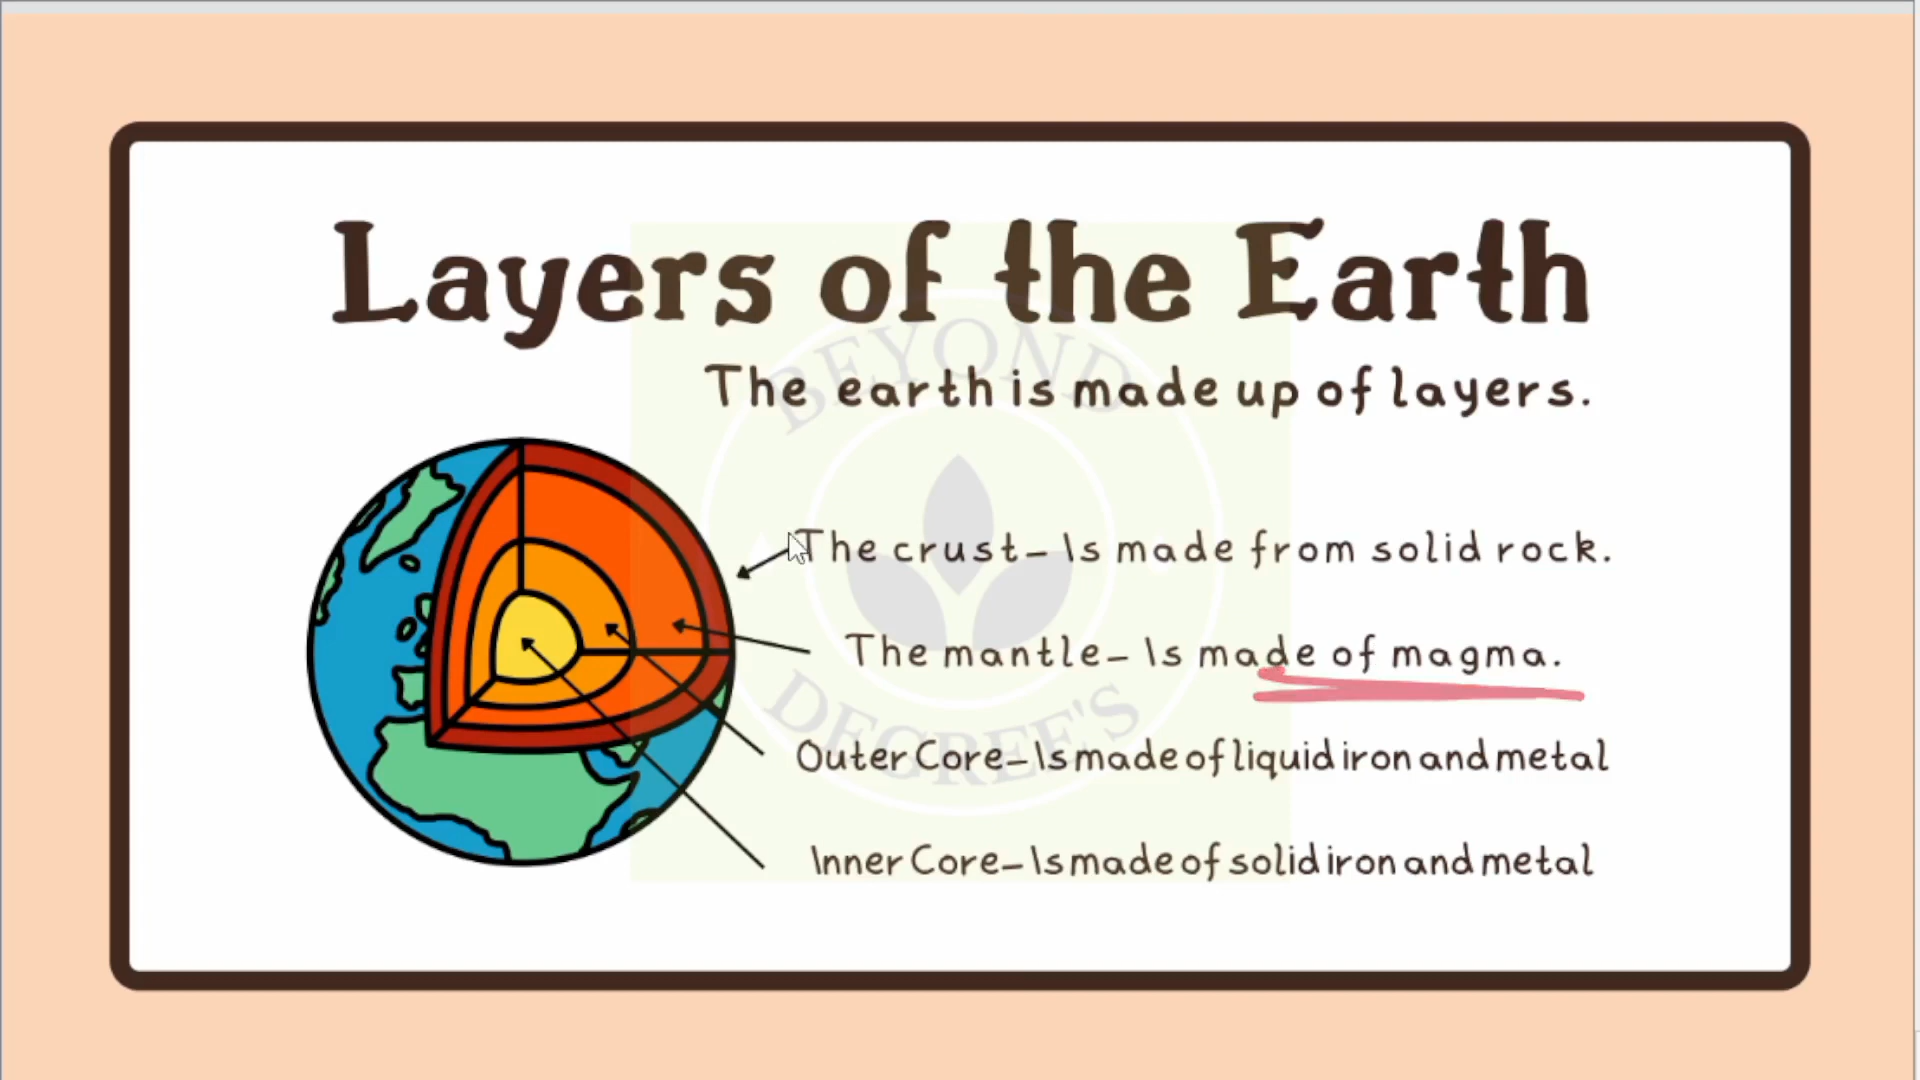 Layers of the Earth
The earth is made up of layers.
The crust- Is made from solid rock.
The mantle- Is made of magma.
Outer Core- Is made of liquid iron and metal
Inner Core- Is made of solid iron and metal
BEYOND
DEGREE'S